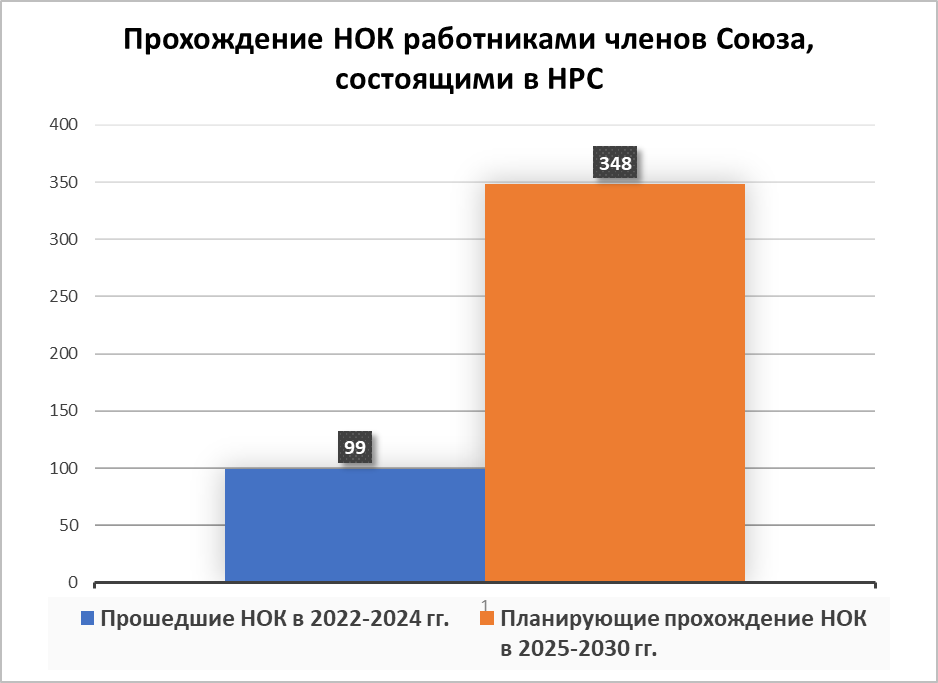 Прохождение НОК работниками членов Союза,
состоящими в НРС
400
350
300
250
200
150
100
50
0
348
99
1
Прошедшие НОК в 2022-2024 гг.
Планирующие прохождение НОК
в 2025-2030 гг.